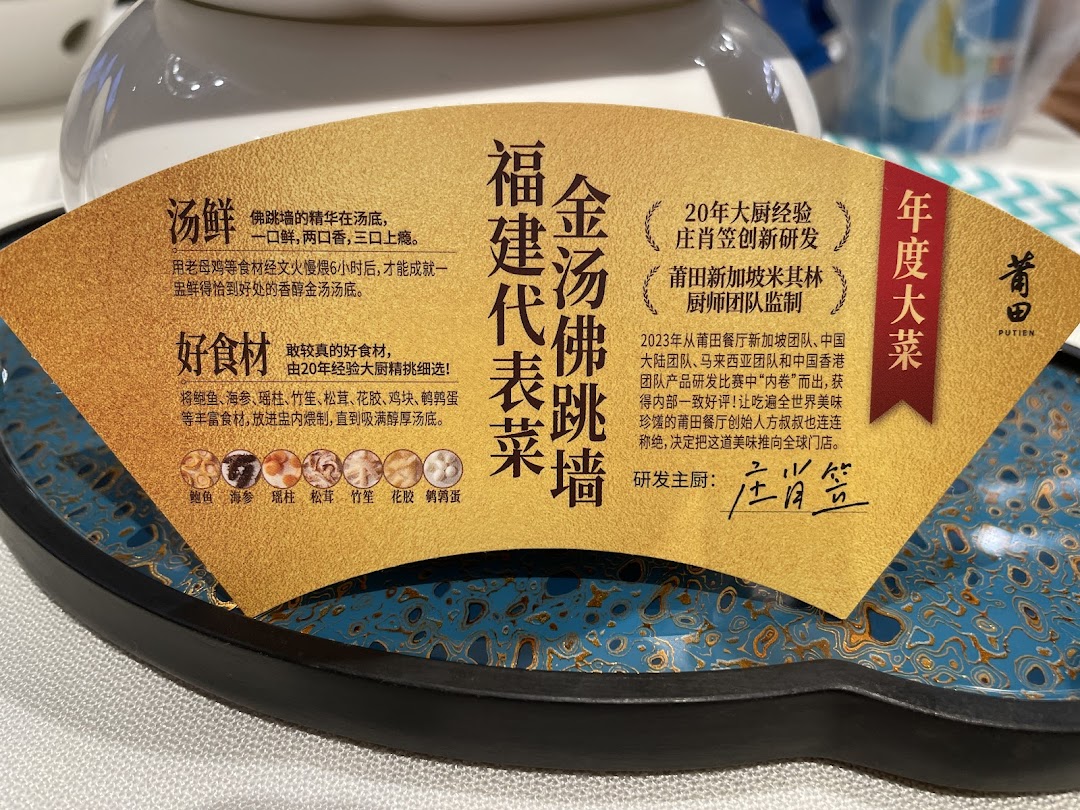 汤鲜
佛跳墙的精华在汤底，
一口鲜，两口香，三口上瘾。
用老母鸡等食材经文火慢煨6小时后，才能成就一
盅鲜得恰到好处的香醇金汤汤底。
好食材
敢较真的好食材，
由20年经验大厨精挑细选！
将鲍鱼、海参、瑶柱、竹笙、松茸、花胶、鸡块、鹌鹑蛋
等丰富食材，放进盅内煨制，直到吸满醇厚汤底。
鲍鱼 海参 瑶柱 松茸 竹笙 花胶 鹌鹑蛋
福建代表菜
金汤佛跳墙
20年大厨经验
庄肖笠创新研发
莆田新加坡米其林
厨师团队监制
2023年从莆田餐厅新加坡团队、中国
大陆团队、马来西亚团队和中国香港
团队产品研发比赛中“内卷”而出，获
得内部一致好评！让吃遍全世界美味
珍馐的莆田餐厅创始人方叔叔也连连
称绝，决定把这道美味推向全球门店。
研发主厨：庄肖笠
年度大菜
莆田
PUTIEN